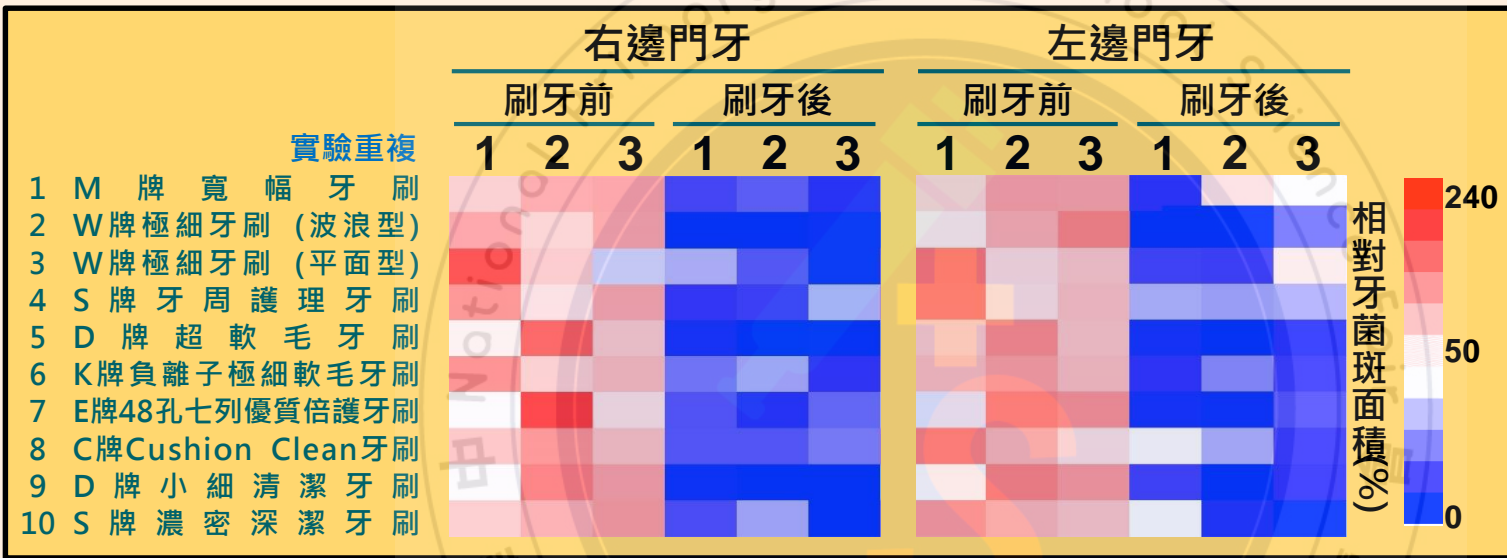 右邊門牙 左邊門牙
刷牙前 刷牙後 刷牙前 刷牙後
實驗重複 1 2 3 1 2 3 1 2 3 1 2 3
1 M牌寬幅牙刷
2 W牌極細牙刷 (波浪型)
3 W牌極細牙刷 (平面型)
4 S牌牙周護理牙刷
5 D牌超軟毛牙刷
6 K牌負離子極細軟毛牙刷
7 E牌48孔七列優質倍護牙刷
8 C牌Cushion Clean牙刷
9 D牌小細清潔牙刷
10 S牌濃密深潔牙刷
相對牙菌斑面積(%)
240
50
0